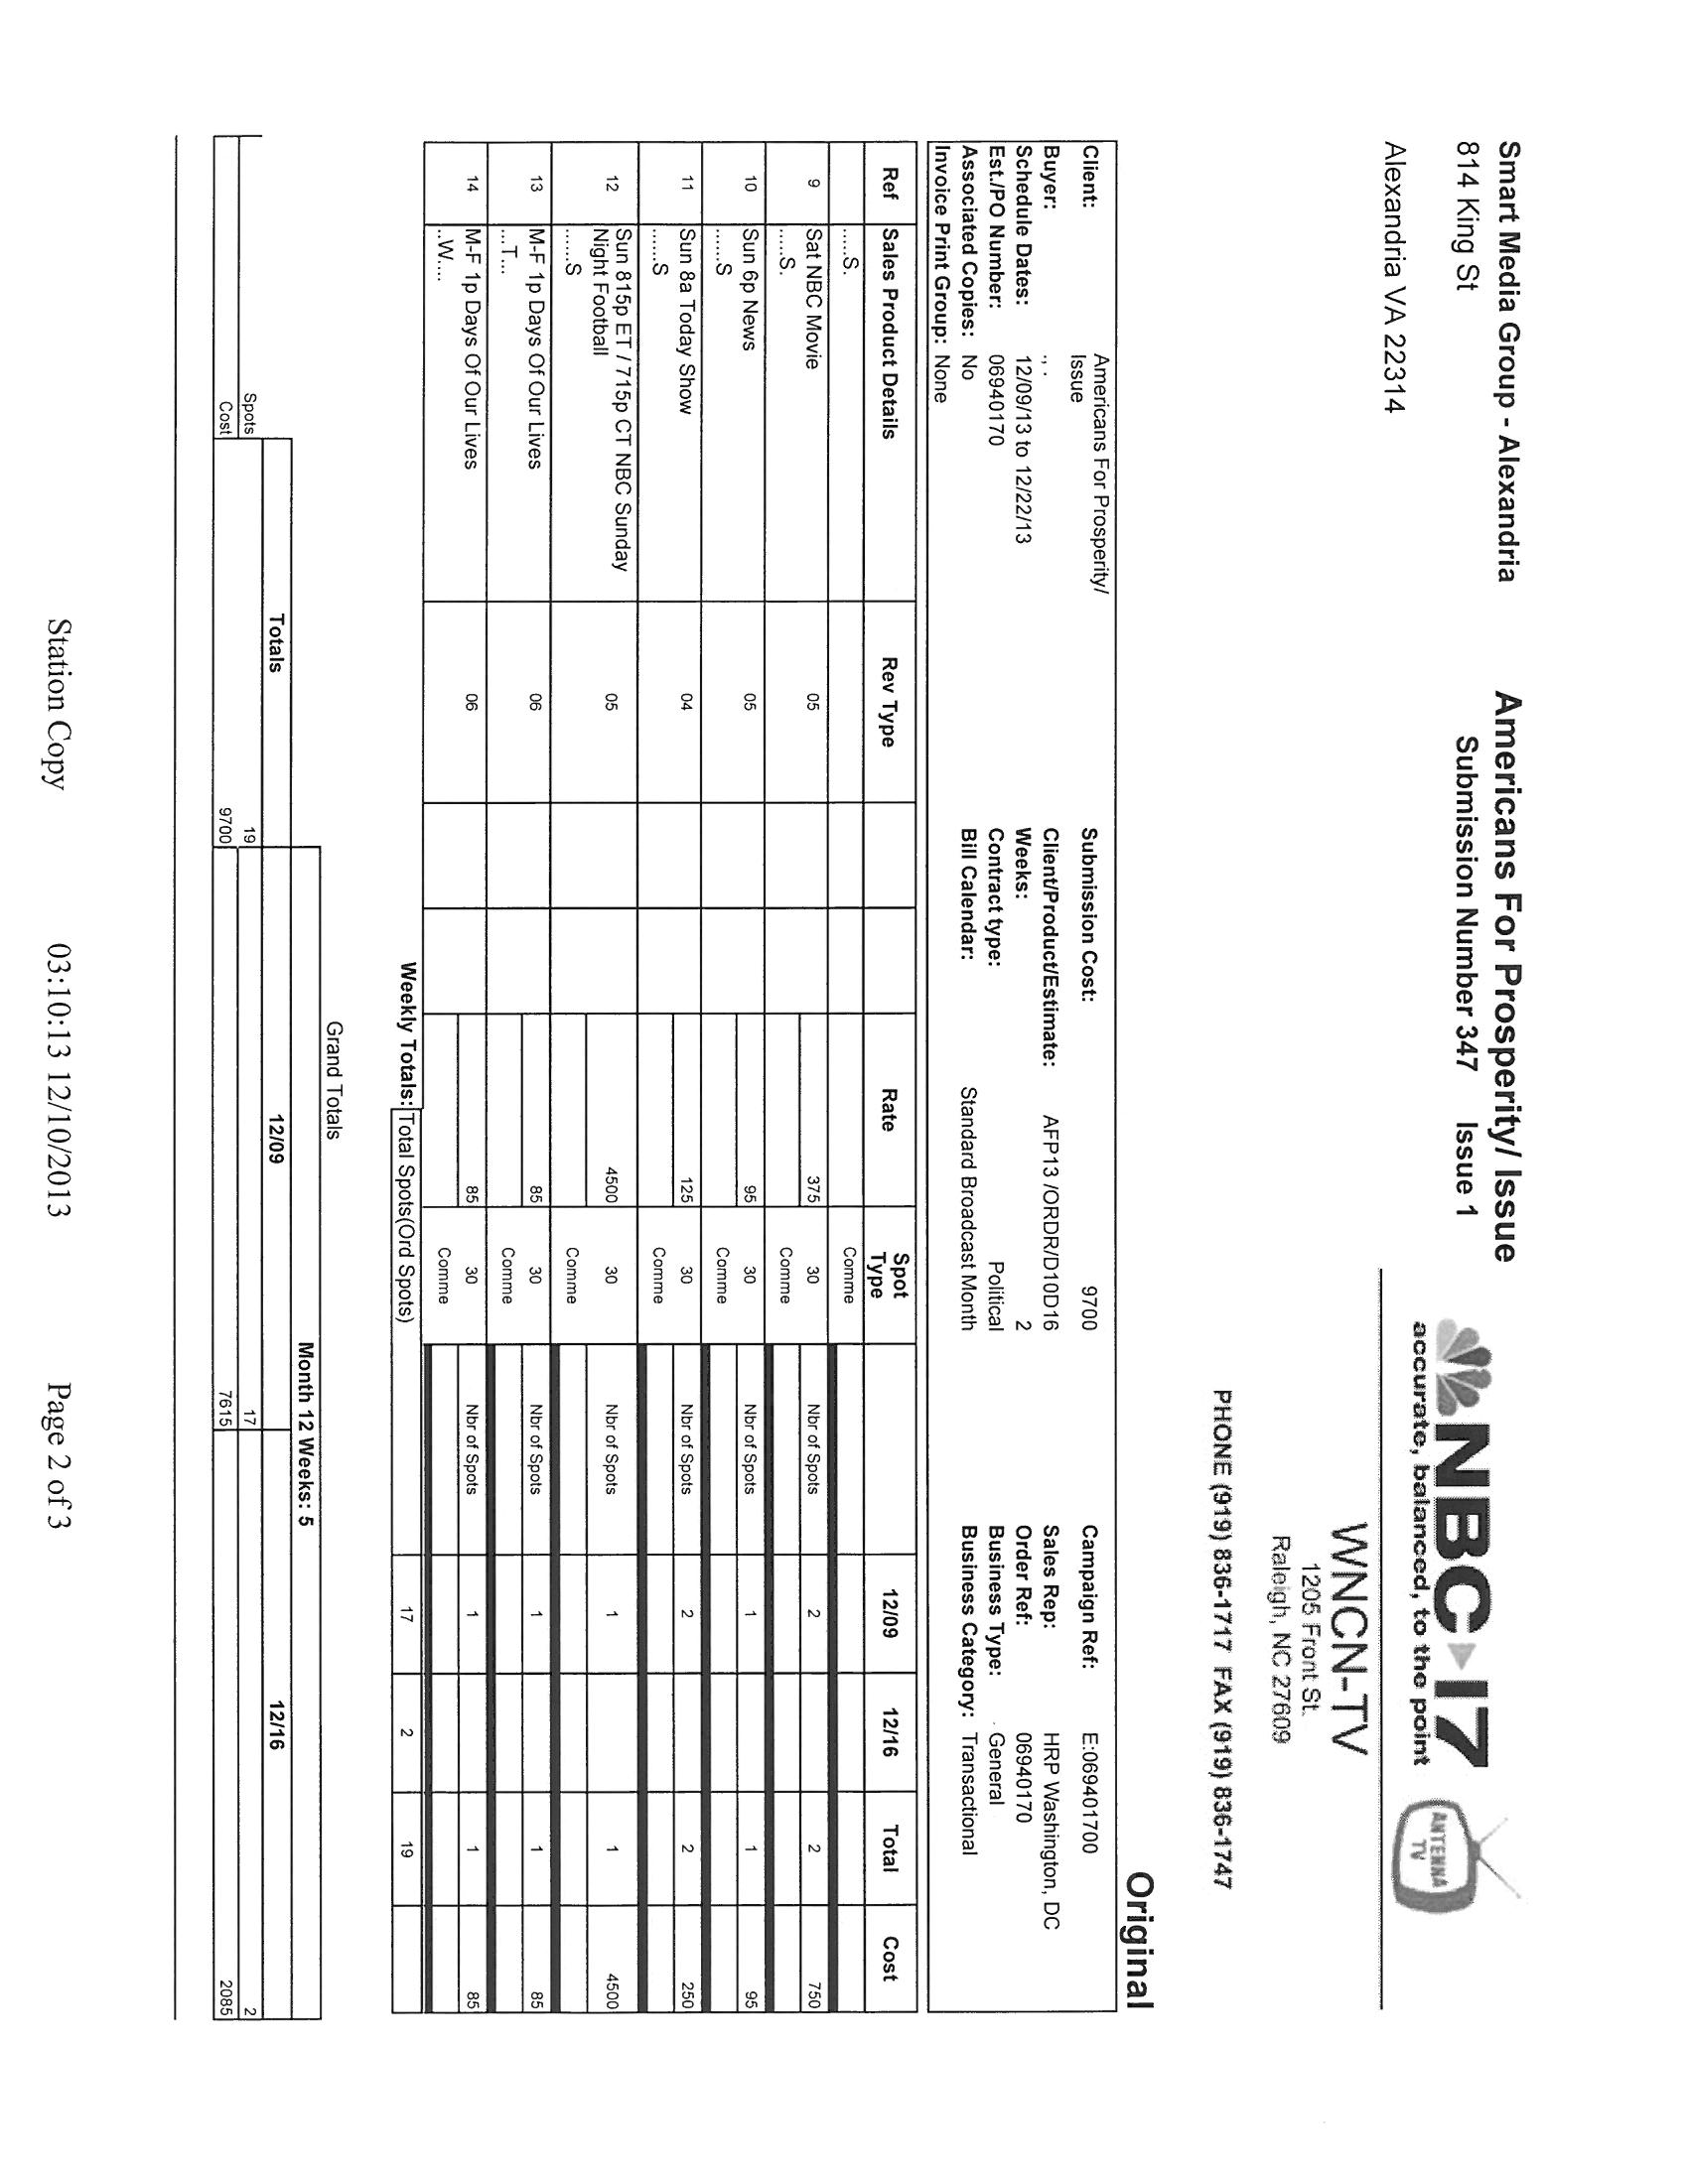 Smart Media Group - Alexandria
814 King St
Alexandria VA 22314
Americans For Prosperity/ Issue
Submission Number 347 Issue 1
NBC 17
accurate, balanced, to the point
ANTENNA TV
WNCN-TV
1205 Front St.
Raleigh, NC 27609
PHONE (919) 836-1717 FAX (919) 836-1747
Original
Client: Americans For Prosperity/ Issue Submission Cost: 9700 Campaign Ref: E:069401700
Buyer: ., . Client/Product/Estimate: AFP13 /ORDR/D10D16 Sales Rep: HRP Washington, DC
Schedule Dates: 12/09/13 to 12/22/13 Weeks: 2 Order Ref: 06940170
Est./PO Number: 06940170 Contract type: Political Business Type: General
Associated Copies: No Bill Calendar: Standard Broadcast Month Business Category: Transactional
Invoice Print Group: None
Ref Sales Product Details Rev Type Rate Spot Type 12/09 12/16 Total Cost
.....S. Comme
9 Sat NBC Movie 05 375 30 Nbr of Spots 2 2 750
.....S. Comme
10 Sun 6p News 05 95 30 Nbr of Spots 1 1 95
......S Comme
11 Sun 8a Today Show 04 125 30 Nbr of Spots 2 2 250
......S Comme
12 Sun 815p ET / 715p CT NBC Sunday 05 4500 30 Nbr of Spots 1 1 4500
Night Football
......S Comme
13 M-F 1p Days Of Our Lives 06 85 30 Nbr of Spots 1 1 85
...T... Comme
14 M-F 1p Days Of Our Lives 06 85 30 Nbr of Spots 1 1 85
..W.... Comme
Weekly Totals: Total Spots(Ord Spots) 17 2 19
Grand Totals
Month 12 Weeks: 5
Totals 12/09 12/16
Spots 19 17 2
Cost 9700 7615 2085
Station Copy 03:10:13 12/10/2013 Page 2 of 3